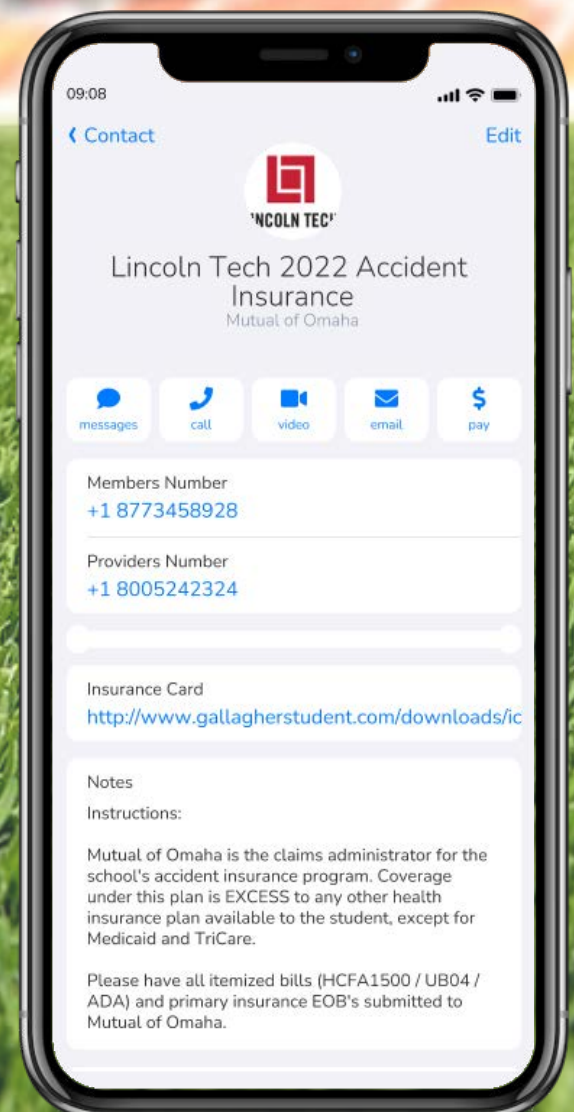 09:08
Contact
Edit
'NCOLN TEC'
Lincoln Tech 2022 Accident
Insurance
Mutual of Omaha
messages
call
video
email
pay
Members Number
+1 8773458928
Providers Number
+1 8005242324
Insurance Card
http://www.gallagherstudent.com/downloads/ic
Notes
Instructions:
Mutual of Omaha is the claims administrator for the
school's accident insurance program. Coverage
under this plan is EXCESS to any other health
insurance plan available to the student, except for
Medicaid and TriCare.
Please have all itemized bills (HCFA1500 / UB04 /
ADA) and primary insurance EOB's submitted to
Mutual of Omaha.